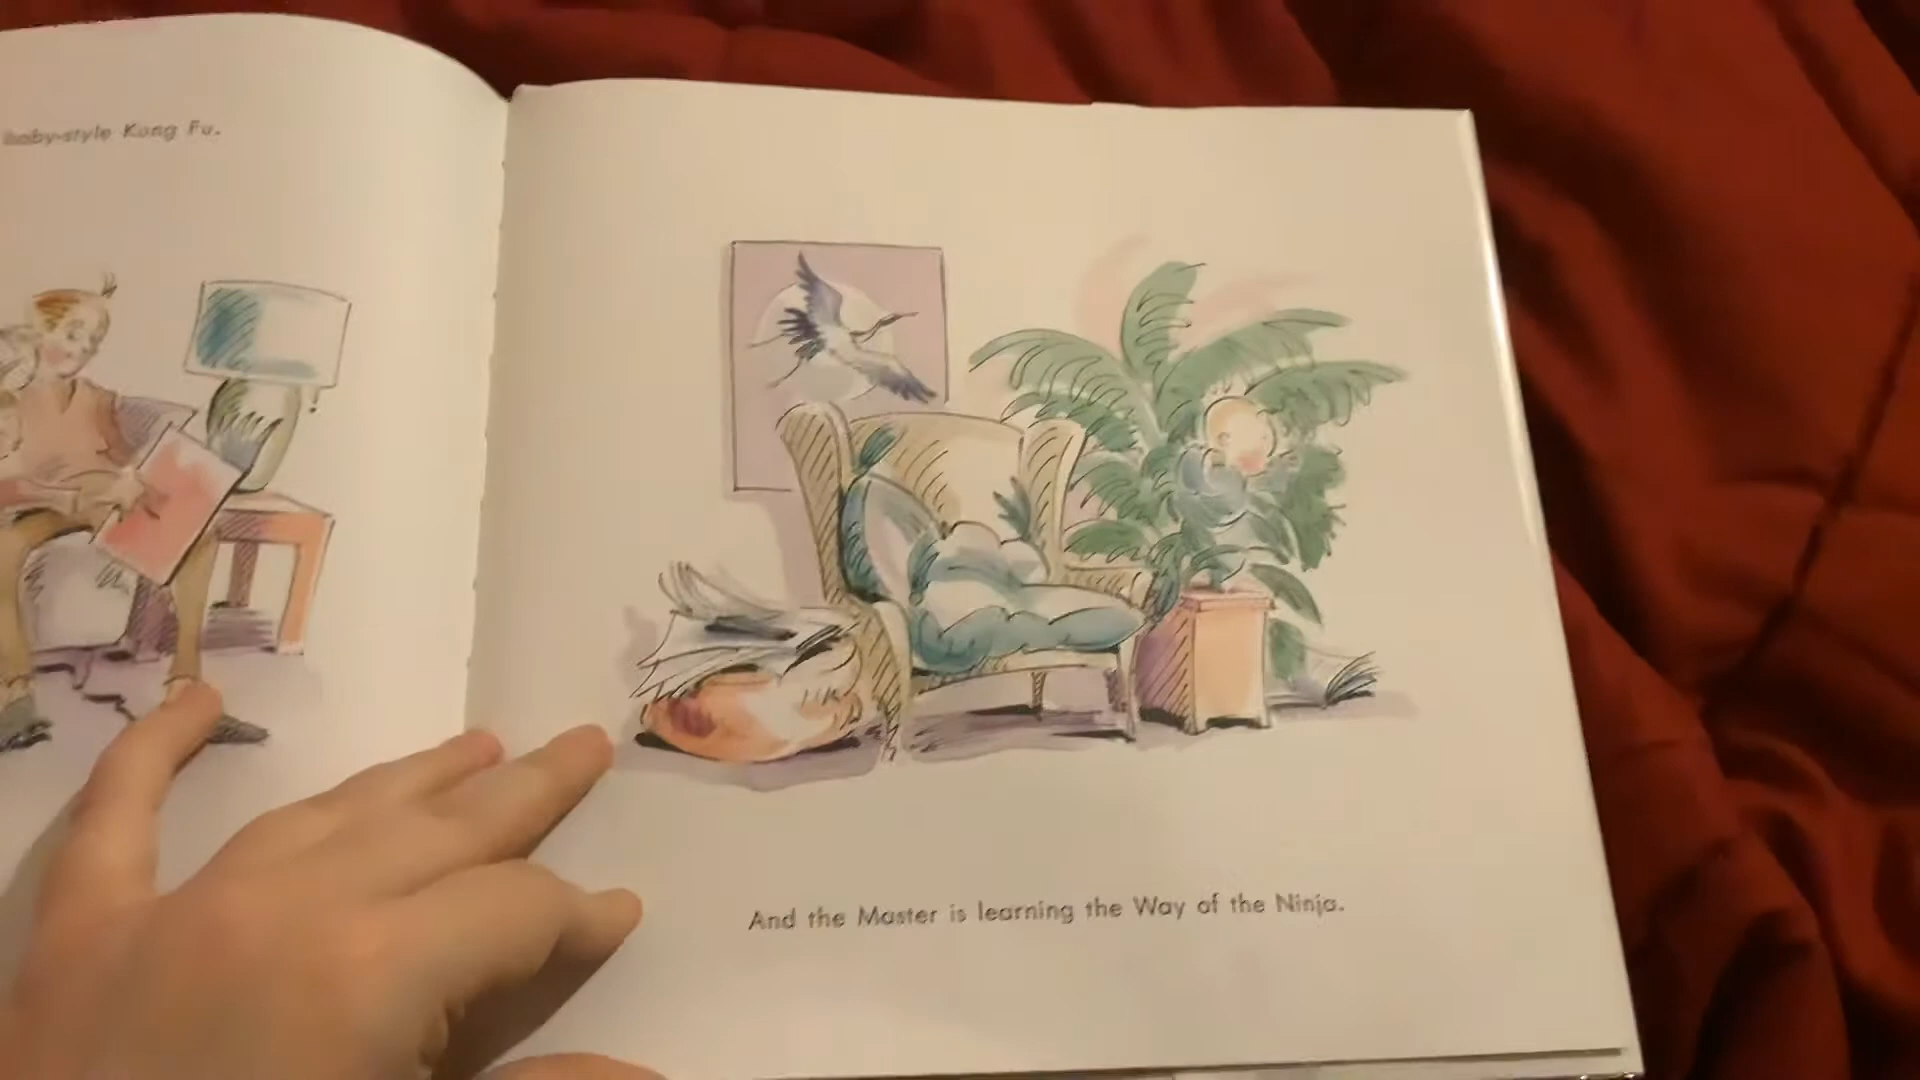 baby-style Kung Fu.
And the Master is learning the Way of the Ninja.